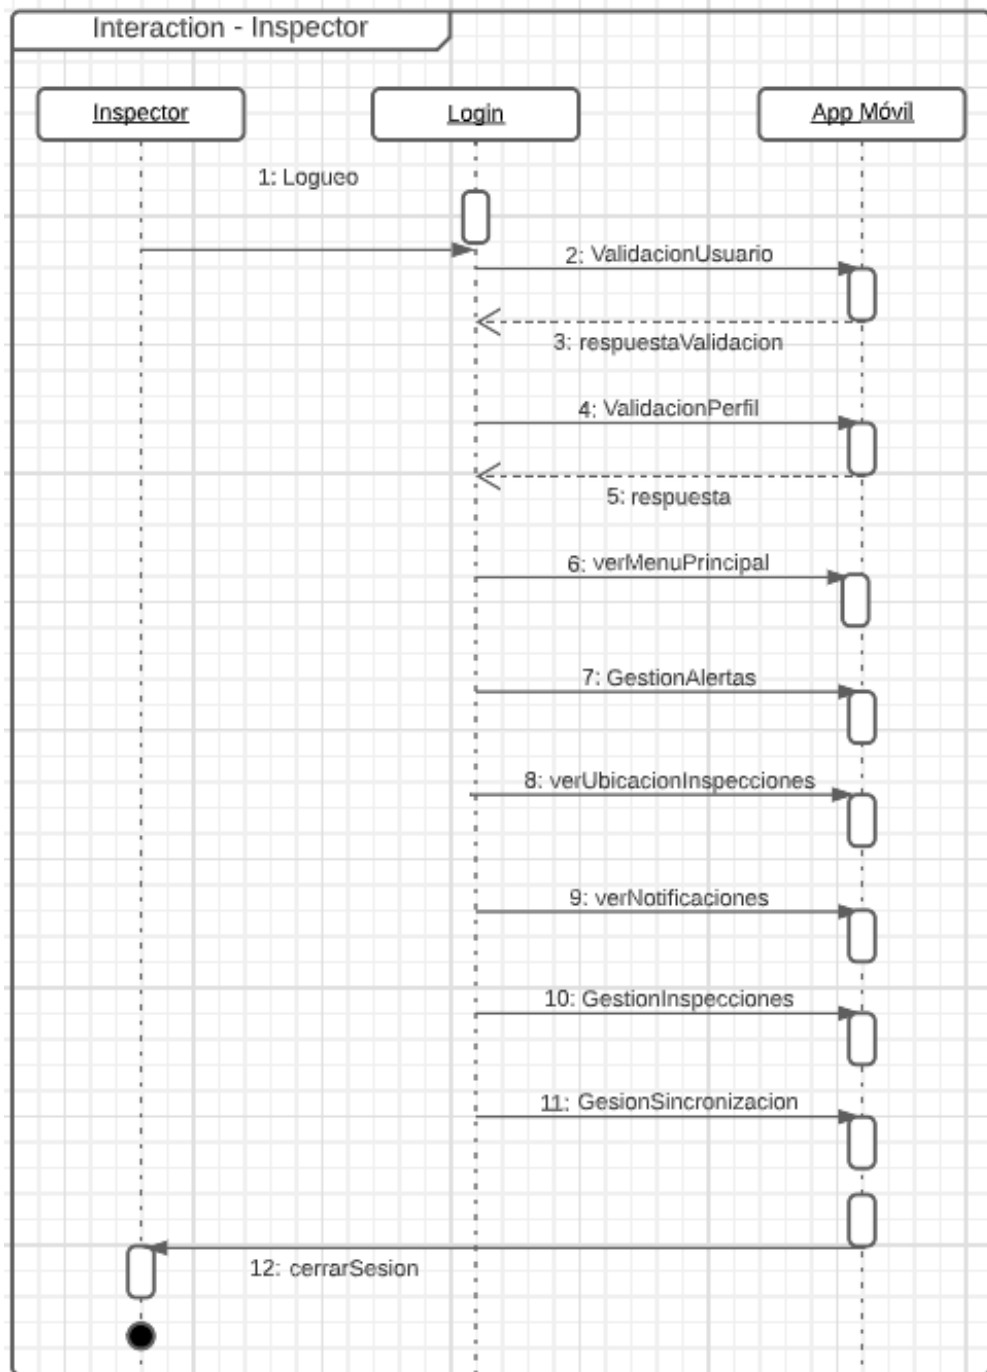 Interaction - Inspector
Inspector
Login
App Móvil
1: Logueo
2: ValidacionUsuario
3: respuestaValidacion
4: ValidacionPerfil
5: respuesta
6: verMenuPrincipal
7: GestionAlertas
8: verUbicacionInspecciones
9: verNotificaciones
10: GestionInspecciones
11: GesionSincronizacion
12: cerrarSesion